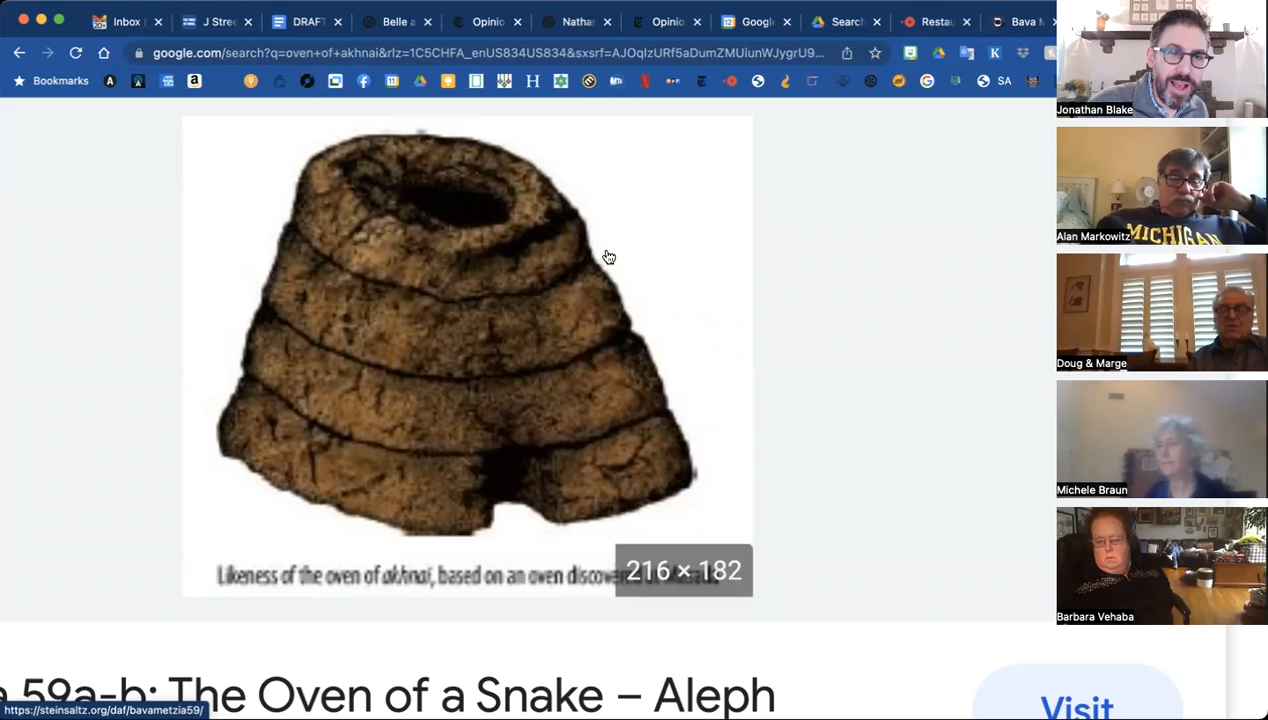 Inbox (
J Stree
DRAFT
Belle a
Opinio
Nathar
Opinio
Google
Search
Restau
Bava M
google.com/search?q=oven+of+akhnai&rlz=1C5CHFA_enUS834US834&sxsrf=AJOqlzURf5aDumZMUiunWJygrU9...
Bookmarks
SA
Jonathan Blake
MICHIGAN
Alan Markowitz
Doug & Marge
Michele Braun
Barbara Vehaba
Likeness of the oven of akhnai, based on an oven discove
216 × 182
a 59a-b: The Oven of a Snake – Aleph
Visit
https://steinsaltz.org/daf/bavametzia59/